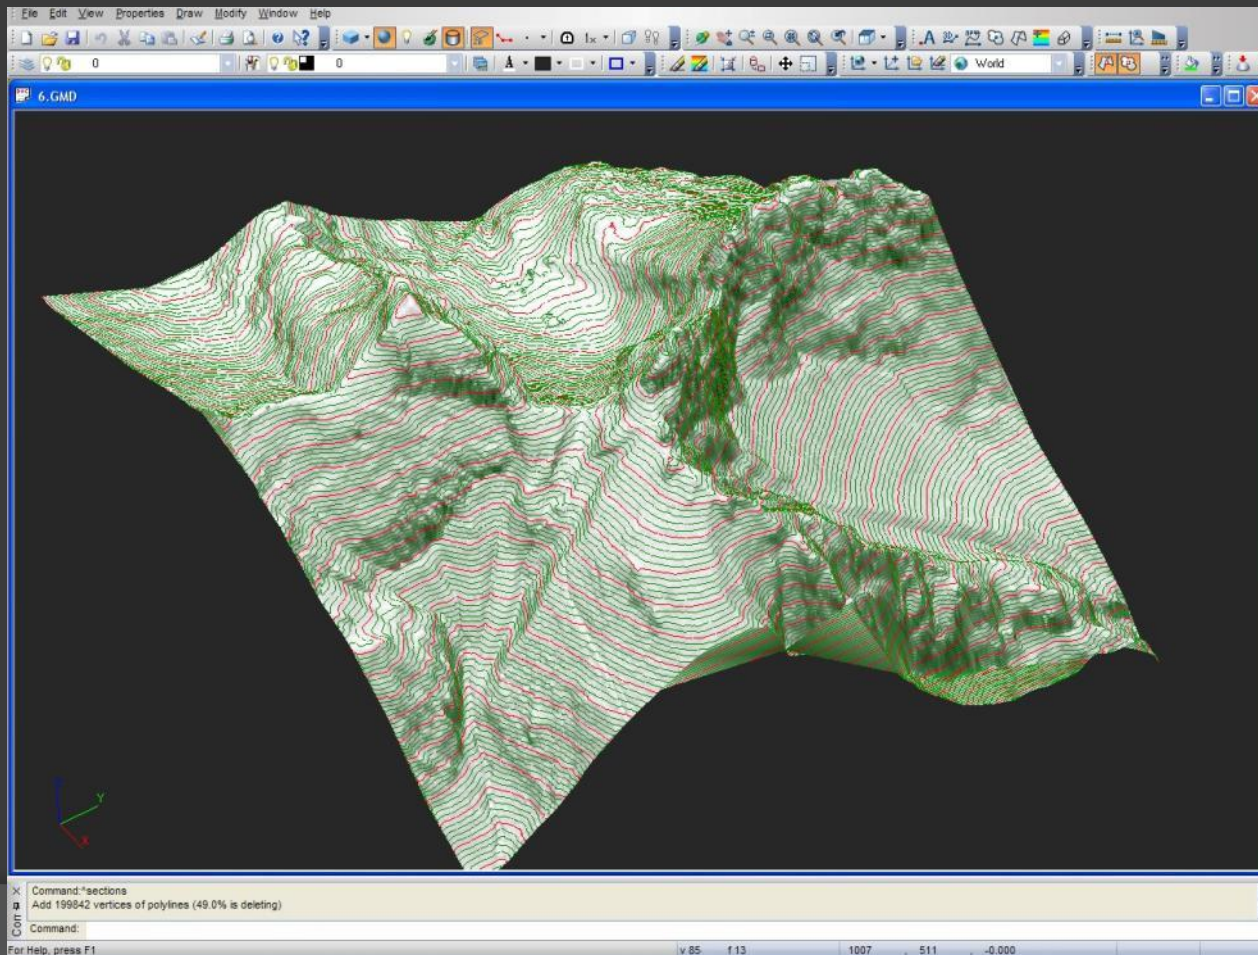 File Edit View Properties Draw Modify Window Help
0 0 World
6.GMD
Z
Y
X
Command:^sections
Add 199842 vertices of polylines (49.0% is deleting)
Command:
For Help, press F1 v 85 f 13 1007 , 511 , -0.000